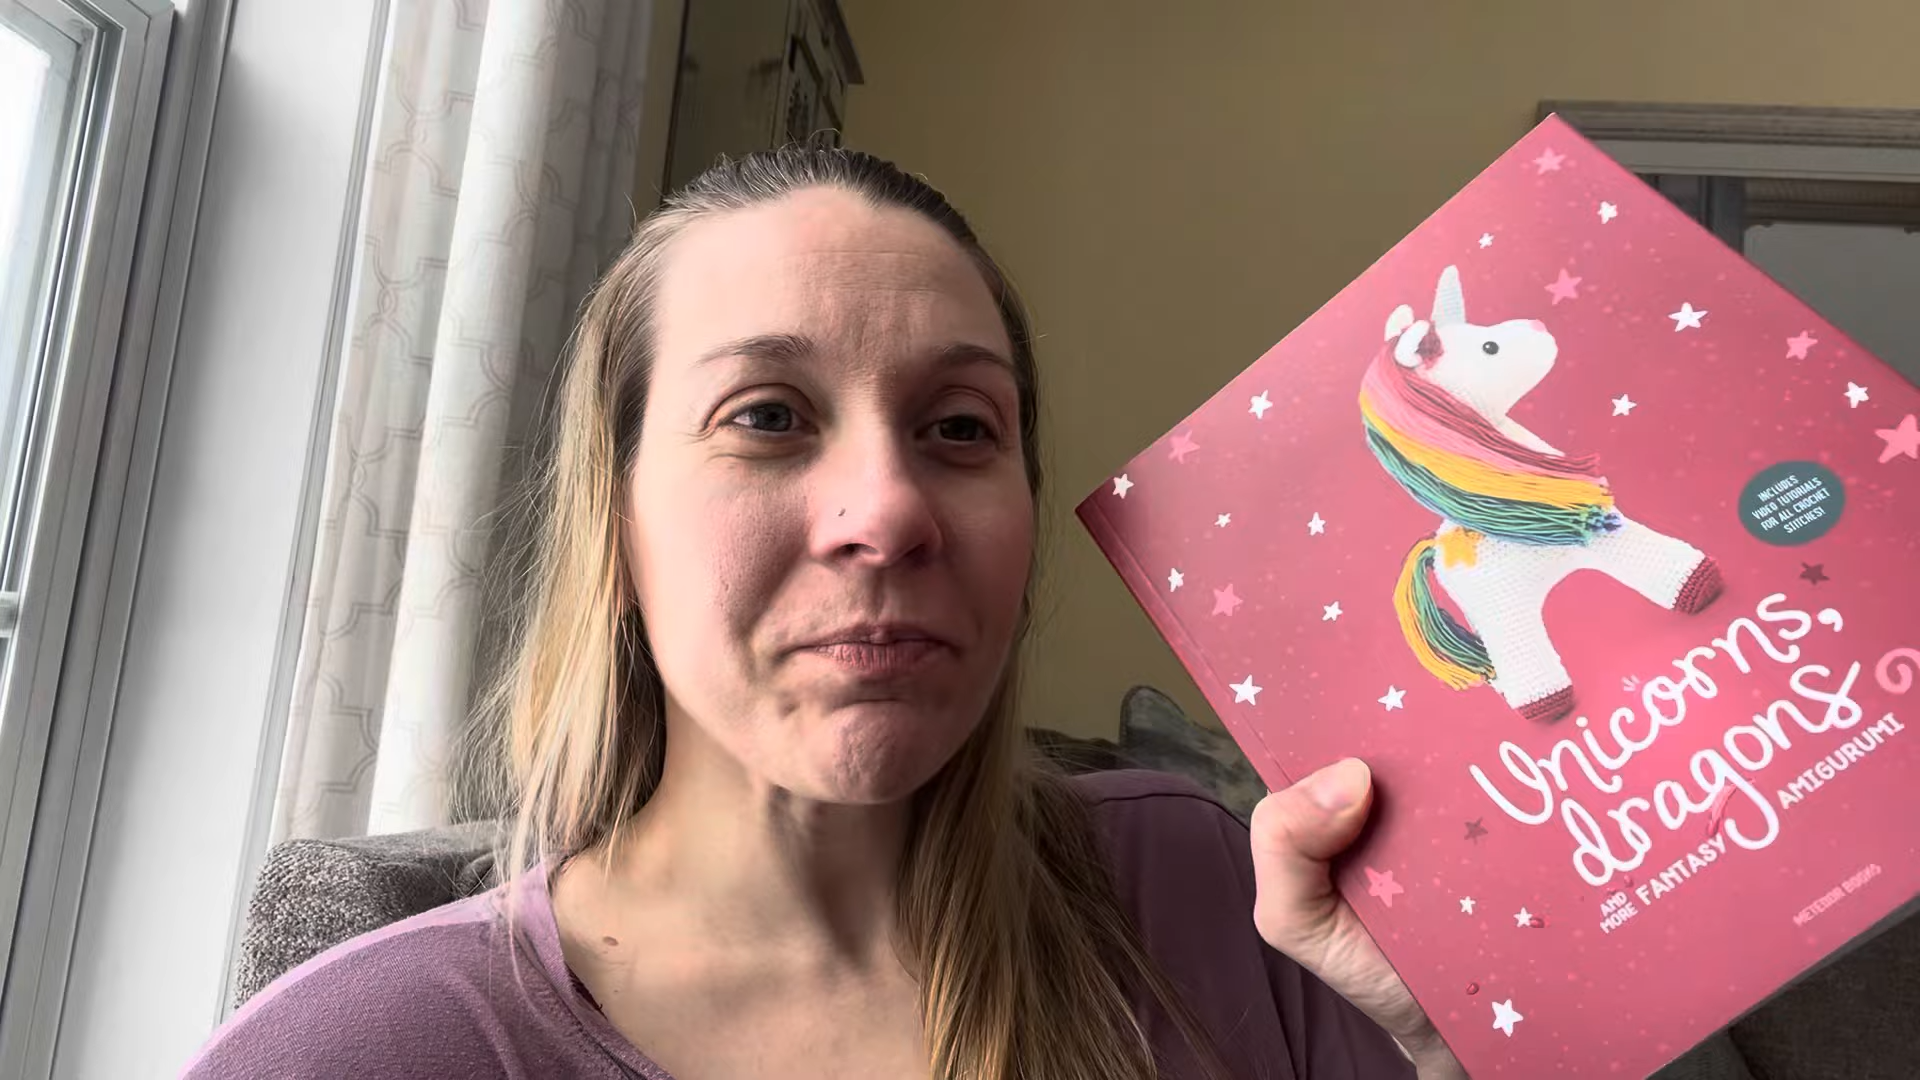 INCLUDES
VIDEO TUTORIALS
FOR ALL CROCHET
STITCHES!
Unicorns,
dragons
AND
MORE FANTASY AMIGURUMI
METEOOR BOOKS